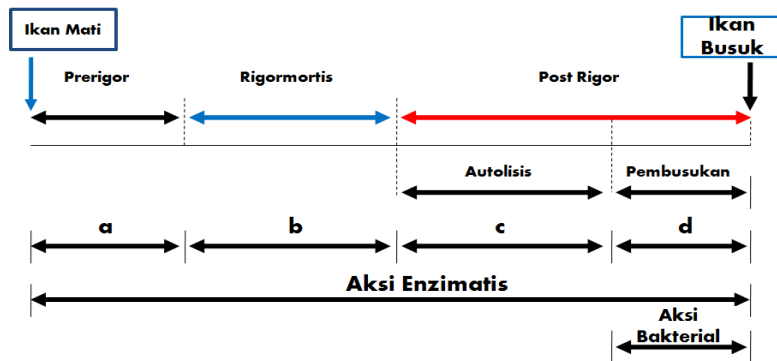 Ikan Mati
Ikan
Busuk
Prerigor
Rigormortis
Post Rigor
Autolisis
Pembusukan
a
b
c
d
Aksi Enzimatis
Aksi
Bakterial